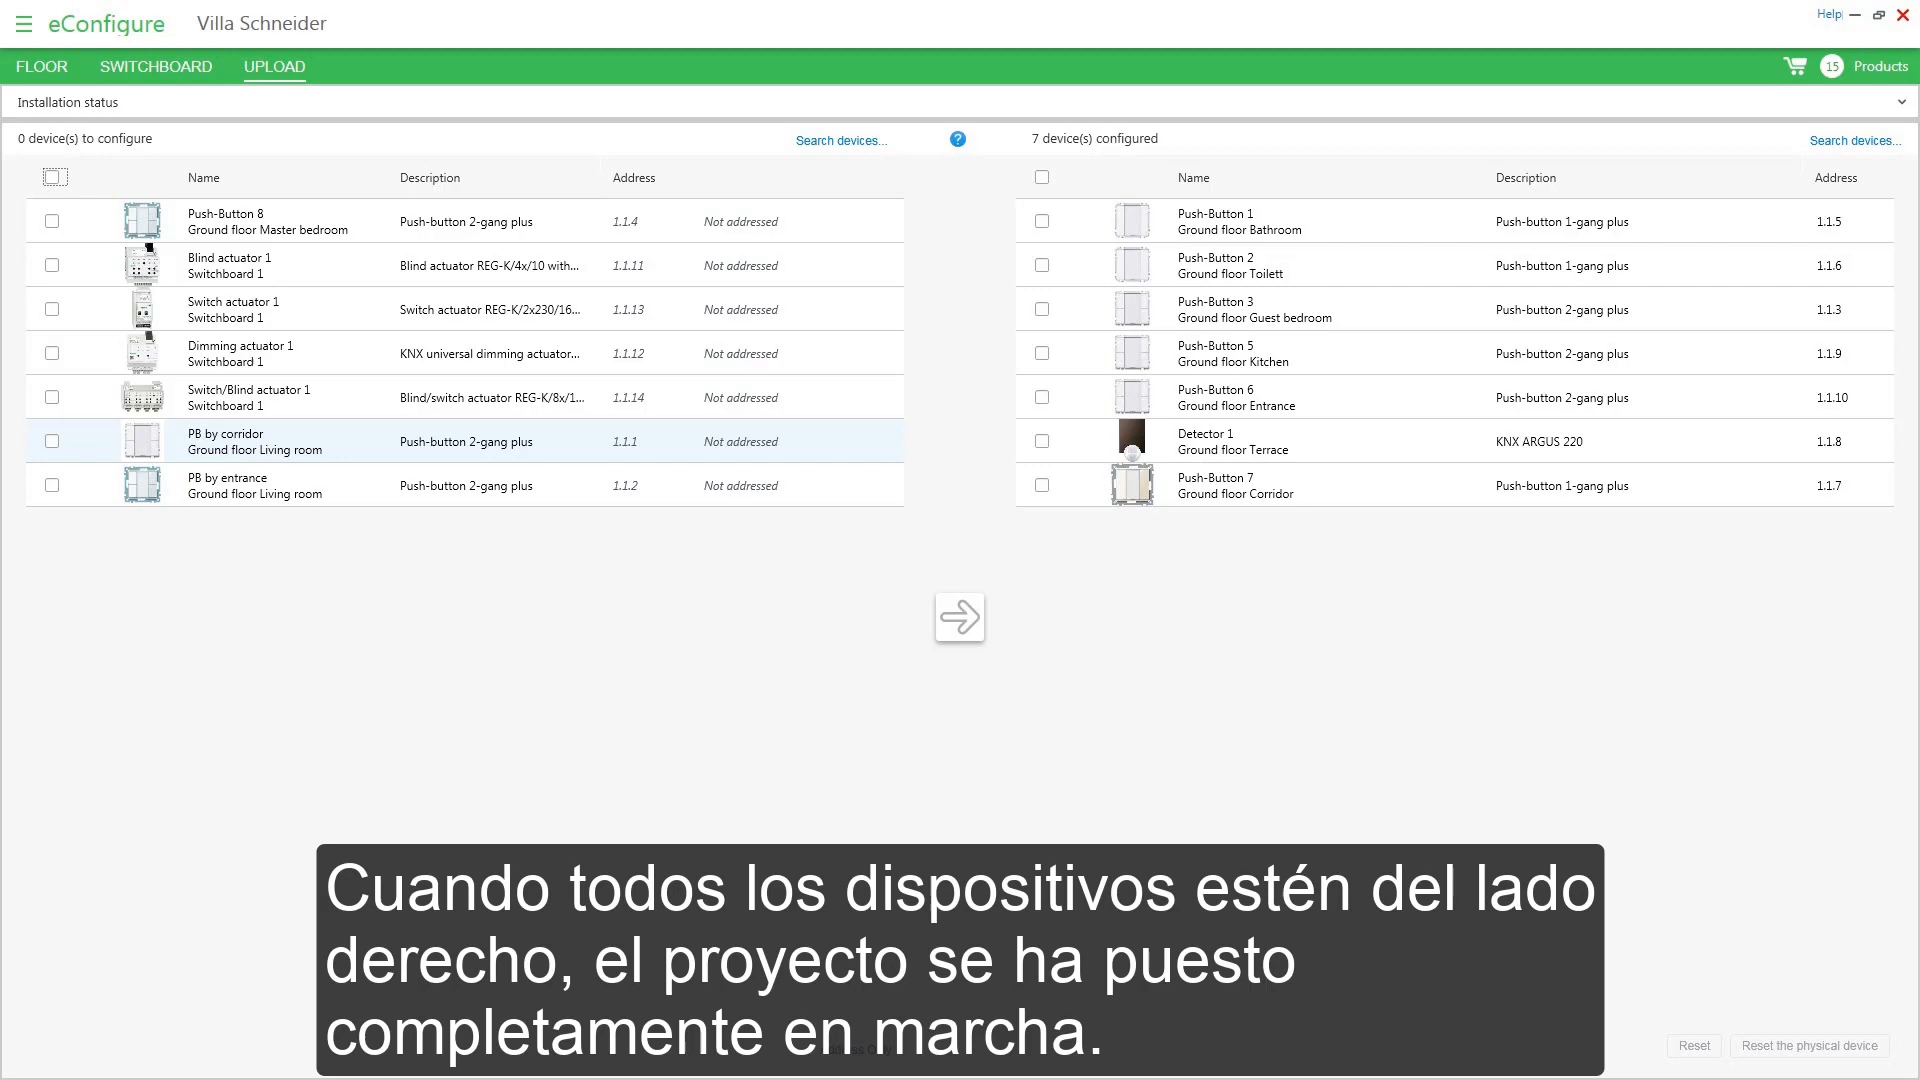 eConfigure Villa Schneider Help
FLOOR SWITCHBOARD UPLOAD 15 Products
Installation status
0 device(s) to configure Search devices... ? 7 device(s) configured Search devices...
Name Description Address Name Description Address
Push-Button 8
Ground floor Master bedroom Push-button 2-gang plus 1.1.4 Not addressed
Push-Button 1
Ground floor Bathroom Push-button 1-gang plus 1.1.5
Blind actuator 1
Switchboard 1 Blind actuator REG-K/4x/10 with... 1.1.11 Not addressed
Push-Button 2
Ground floor Toilett Push-button 1-gang plus 1.1.6
Switch actuator 1
Switchboard 1 Switch actuator REG-K/2x230/16... 1.1.13 Not addressed
Push-Button 3
Ground floor Guest bedroom Push-button 2-gang plus 1.1.3
Dimming actuator 1
Switchboard 1 KNX universal dimming actuator... 1.1.12 Not addressed
Push-Button 5
Ground floor Kitchen Push-button 2-gang plus 1.1.9
Switch/Blind actuator 1
Switchboard 1 Blind/switch actuator REG-K/8x/1... 1.1.14 Not addressed
Push-Button 6
Ground floor Entrance Push-button 2-gang plus 1.1.10
PB by corridor
Ground floor Living room Push-button 2-gang plus 1.1.1 Not addressed
Detector 1
Ground floor Terrace KNX ARGUS 220 1.1.8
PB by entrance
Ground floor Living room Push-button 2-gang plus 1.1.2 Not addressed
Push-Button 7
Ground floor Corridor Push-button 1-gang plus 1.1.7
Cuando todos los dispositivos estén del lado
derecho, el proyecto se ha puesto
completamente en marcha.
Reset Reset the physical device